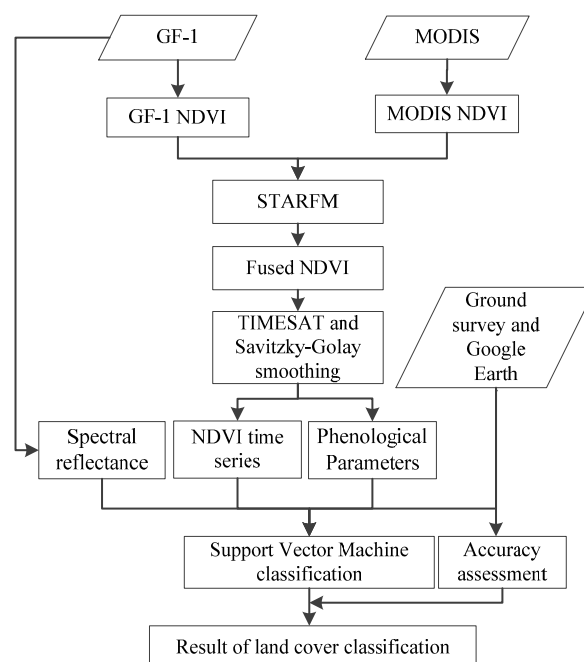 GF-1
MODIS
GF-1 NDVI
MODIS NDVI
STARFM
Fused NDVI
TIMESAT and
Savitzky-Golay
smoothing
Ground
survey and
Google
Earth
Spectral
reflectance
NDVI time
series
Phenological
Parameters
Support Vector Machine
classification
Accuracy
assessment
Result of land cover classification